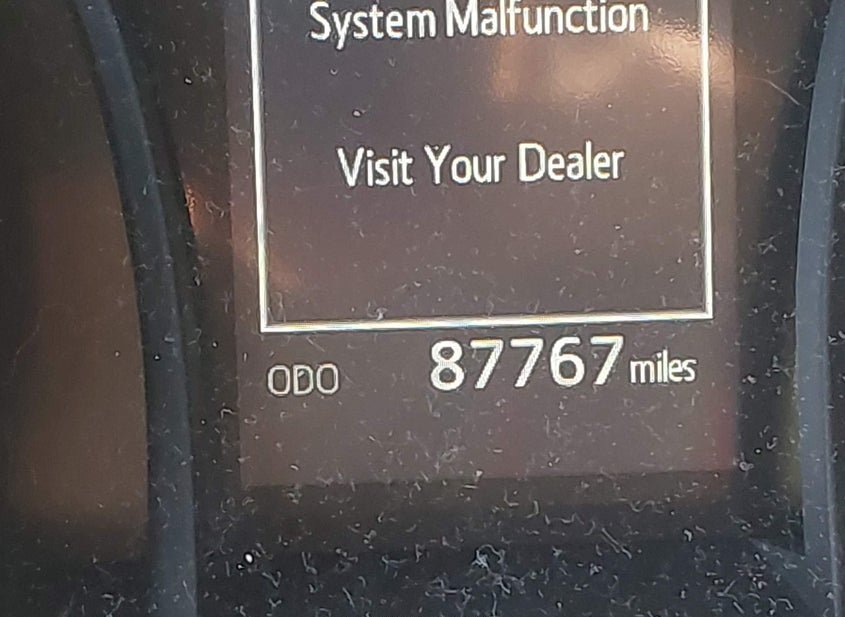 System Malfunction
Visit Your Dealer
ODO 87767 miles